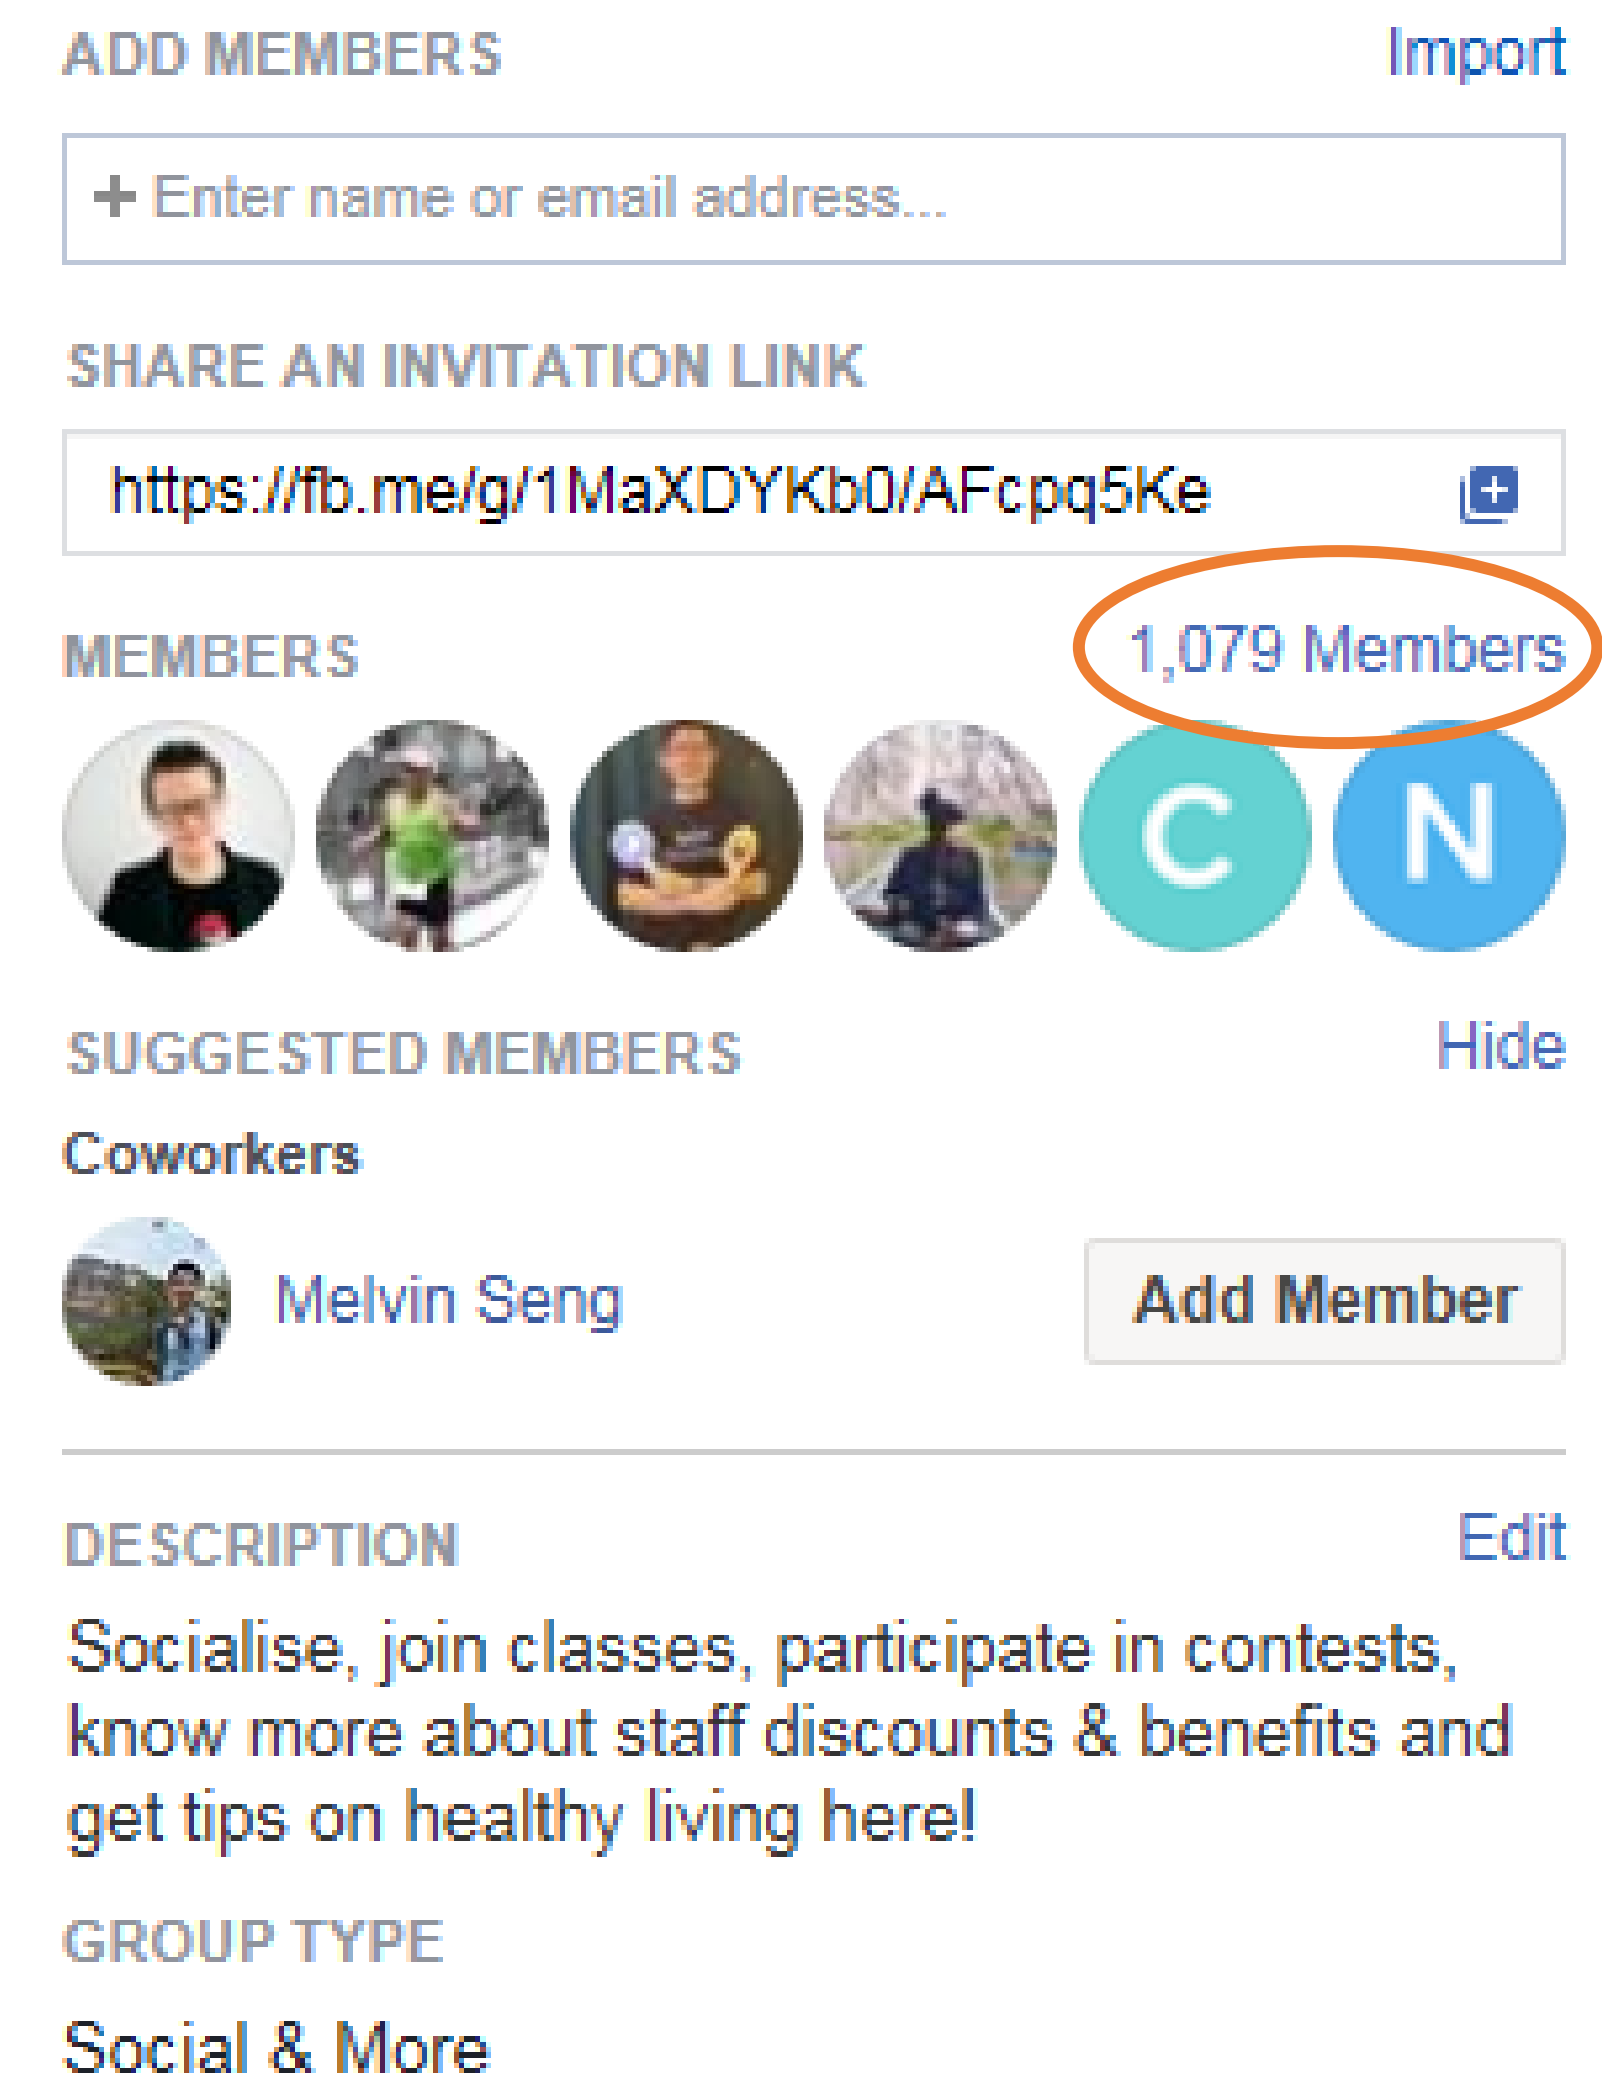 ADD MEMBERS Import
Enter name or email address...
SHARE AN INVITATION LINK
https://fb.me/g/1MaXDYKb0/AFcpq5Ke
MEMBERS 1,079 Members
C N
SUGGESTED MEMBERS Hide
Coworkers
Melvin Seng Add Member
DESCRIPTION Edit
Socialise, join classes, participate in contests,
know more about staff discounts & benefits and
get tips on healthy living here!
GROUP TYPE
Social & More